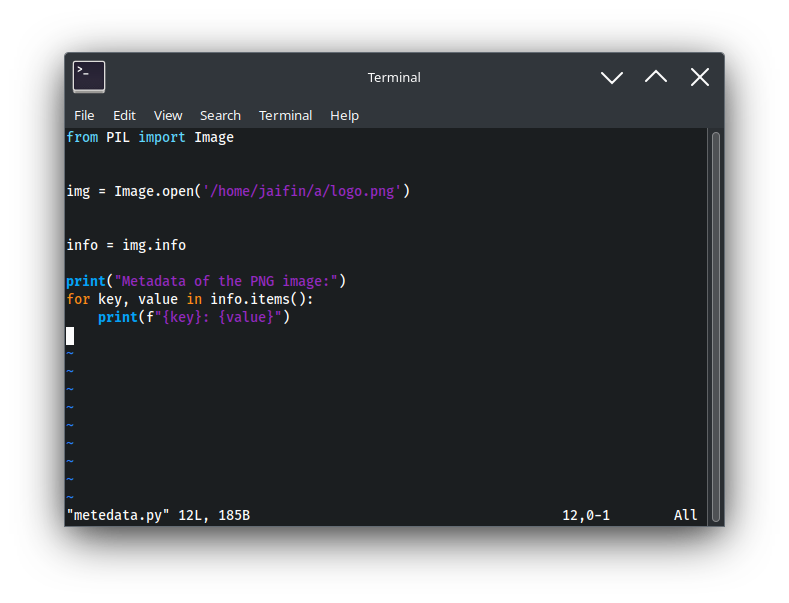 >_
Terminal
File Edit View Search Terminal Help
from PIL import Image
img = Image.open('/home/jaifin/a/logo.png')
info = img.info
print("Metadata of the PNG image:")
for key, value in info.items():
    print(f"{key}: {value}")
~
~
~
~
~
~
~
~
~
"metedata.py" 12L, 185B 12,0-1 All